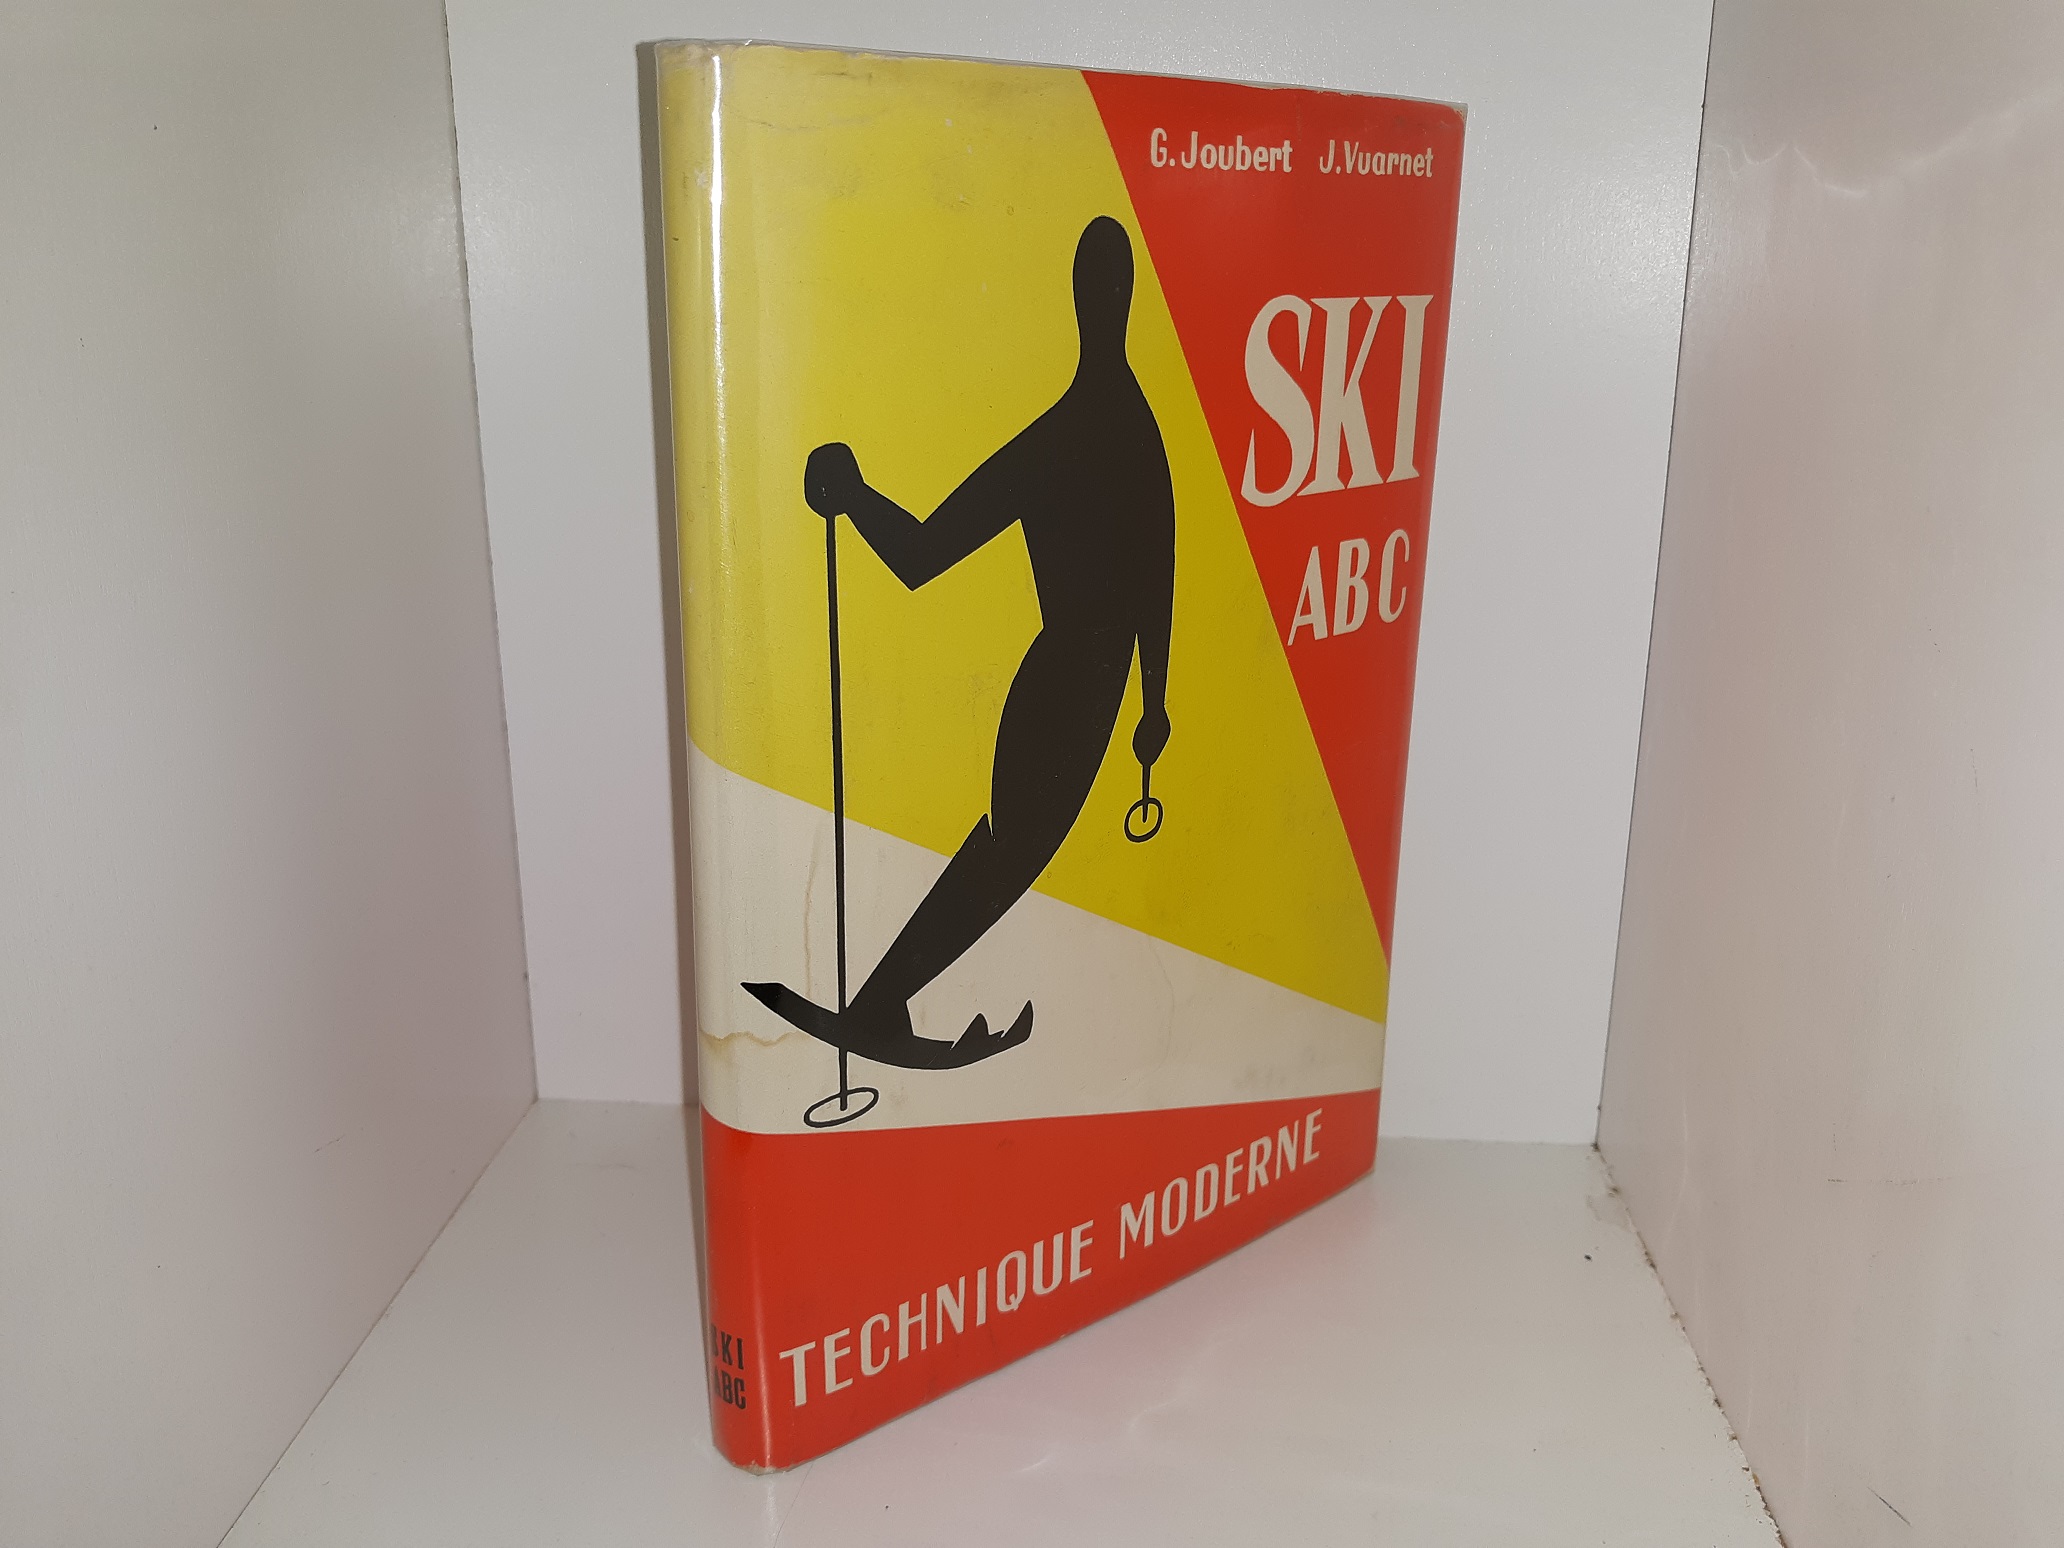 G. Joubert J. Vuarnet
SKI
ABC
TECHNIQUE MODERNE
SKI
ABC